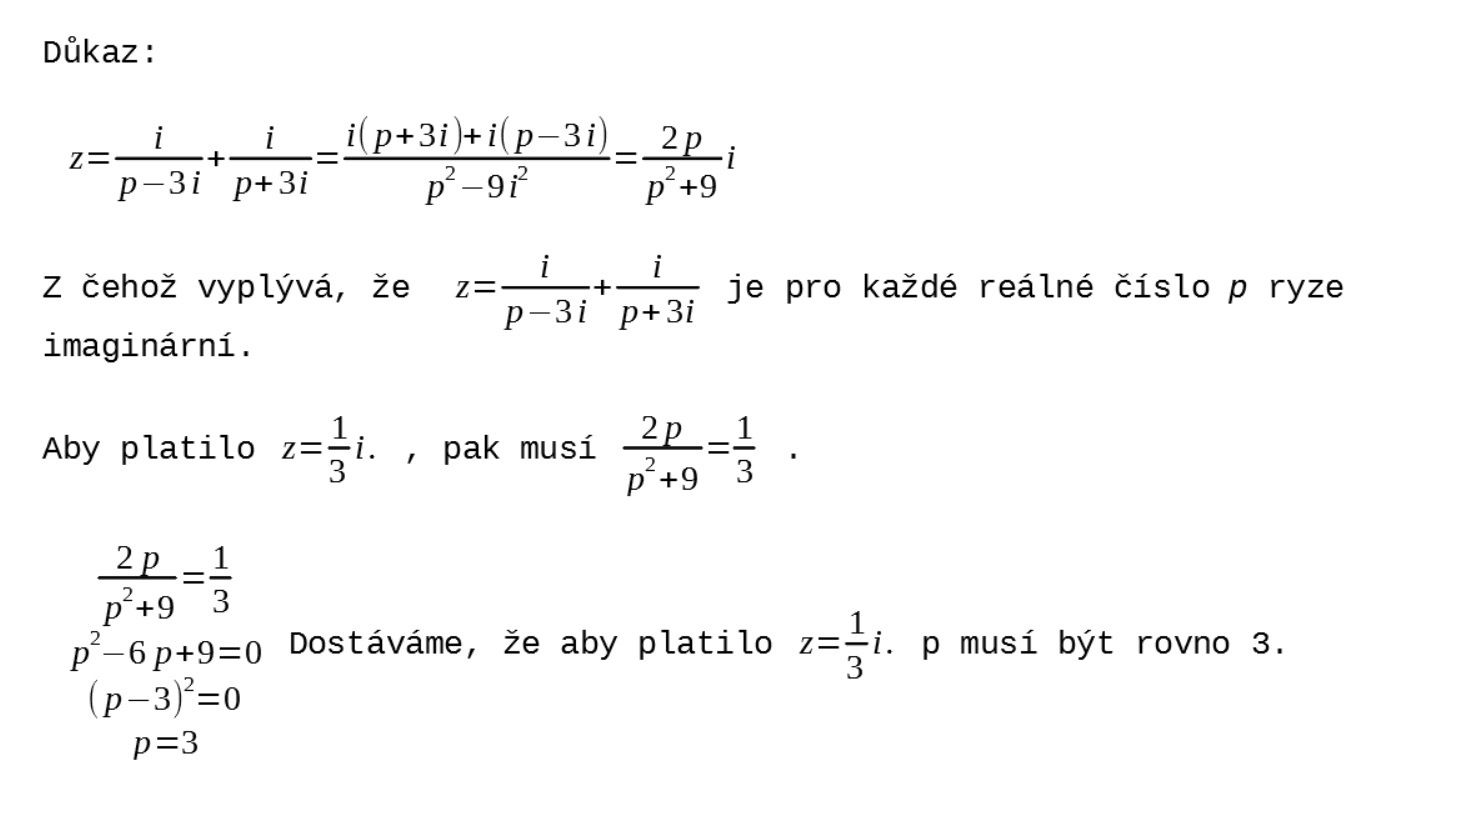 Důkaz:
z=\frac{i}{p-3i}+\frac{i}{p+3i}=\frac{i(p+3i)+i(p-3i)}{p^2-9i^2}=\frac{2p}{p^2+9}i
Z čehož vyplývá, že z=\frac{i}{p-3i}+\frac{i}{p+3i} je pro každé reálné číslo p ryze
imaginární.
Aby platilo z=\frac{1}{3}i. , pak musí \frac{2p}{p^2+9}=\frac{1}{3} .
\frac{2p}{p^2+9}=\frac{1}{3}
p^2-6p+9=0 Dostáváme, že aby platilo z=\frac{1}{3}i. p musí být rovno 3.
(p-3)^2=0
p=3